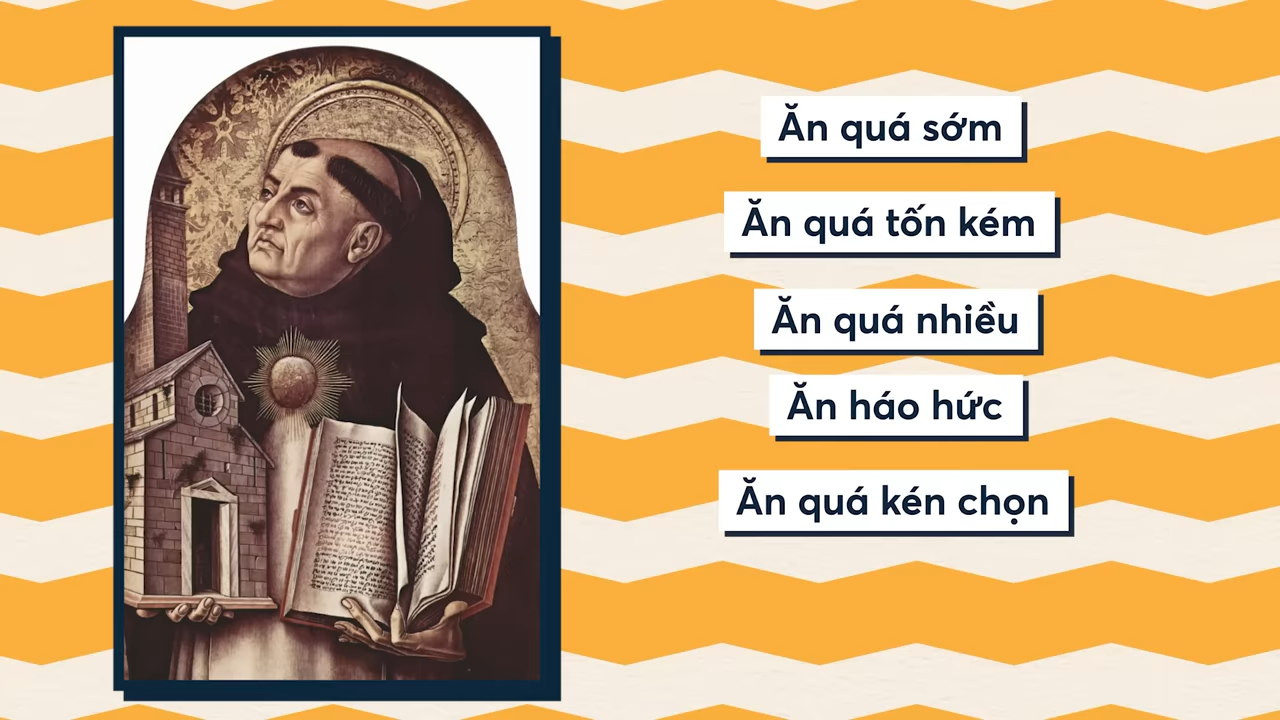 Ăn quá sớm
Ăn quá tốn kém
Ăn quá nhiều
Ăn háo hức
Ăn quá kén chọn